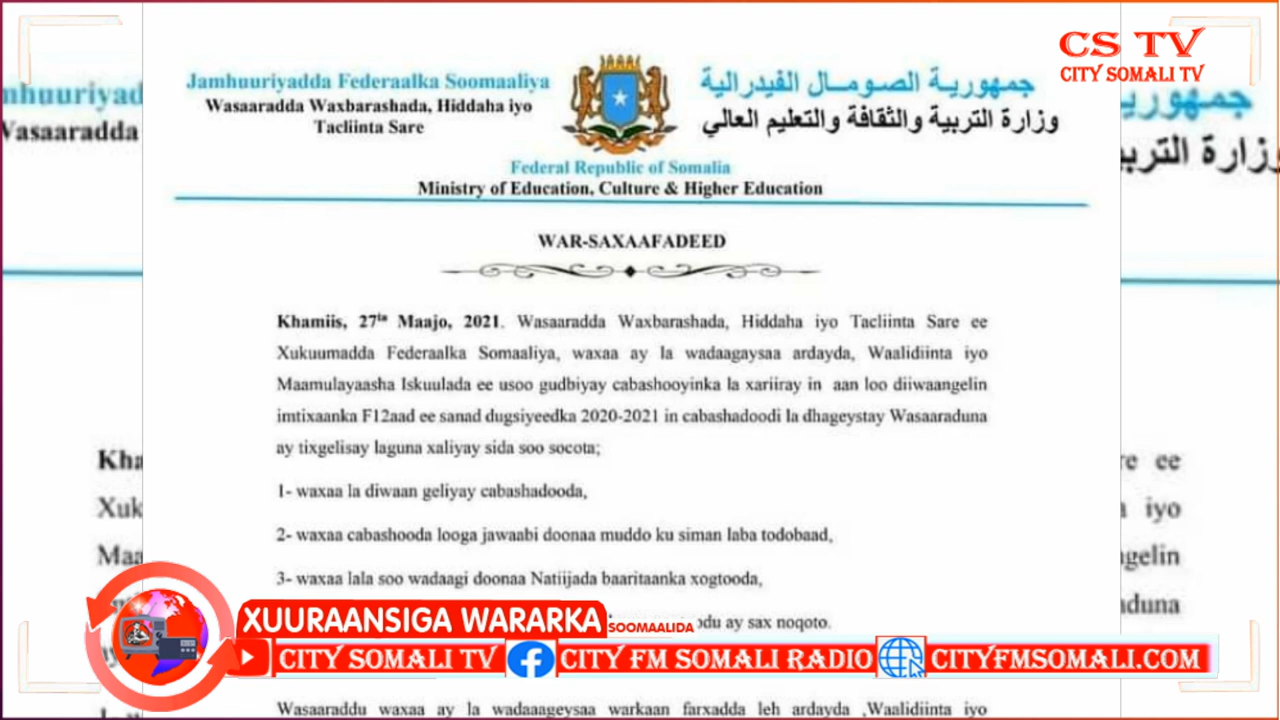 CS TV
CITY SOMALI TV
Jamhuuriyadda Federaalka Soomaaliya
جمهورية الصومال الفيدرالية
Wasaaradda Waxbarashada, Hiddaha iyo
Tacliinta Sare
وزارة التربية والثقافة والتعليم العالي
Federal Republic of Somalia
Ministry of Education, Culture & Higher Education
WAR-SAXAAFADEED
Khamiis, 27ta Maajo, 2021. Wasaaradda Waxbarashada, Hiddaha iyo Tacliinta Sare ee
Xukuumadda Federaalka Somaaliya, waxaa ay la wadaagaysaa ardayda, Waalidiinta iyo
Maamulayaasha Iskuulada ee usoo gudbiyay cabashooyinka la xariiray in aan loo diiwaangelin
imtixaanka F12aad ee sanad dugsiyeedka 2020-2021 in cabashadoodi la dhageystay Wasaaraduna
ay tixgelisay laguna xaliyay sida soo socota;
1- waxaa la diwaan geliyay cabashadooda,
2- waxaa cabashooda looga jawaabi doonaa muddo ku siman laba todobaad,
3- waxaa lala soo wadaagi doonaa Natiijada baaritaanka xogtooda,
ay sax noqoto.
XUURAANSIGA WARARKA
SOOMAALIDA
CITY SOMALI TV
CITY FM SOMALI RADIO
CITYFMSOMALI.COM
Wasaaraddu waxaa ay la wadaageysaa warkaan farxadda leh ardayda ,Waalidiinta iyo